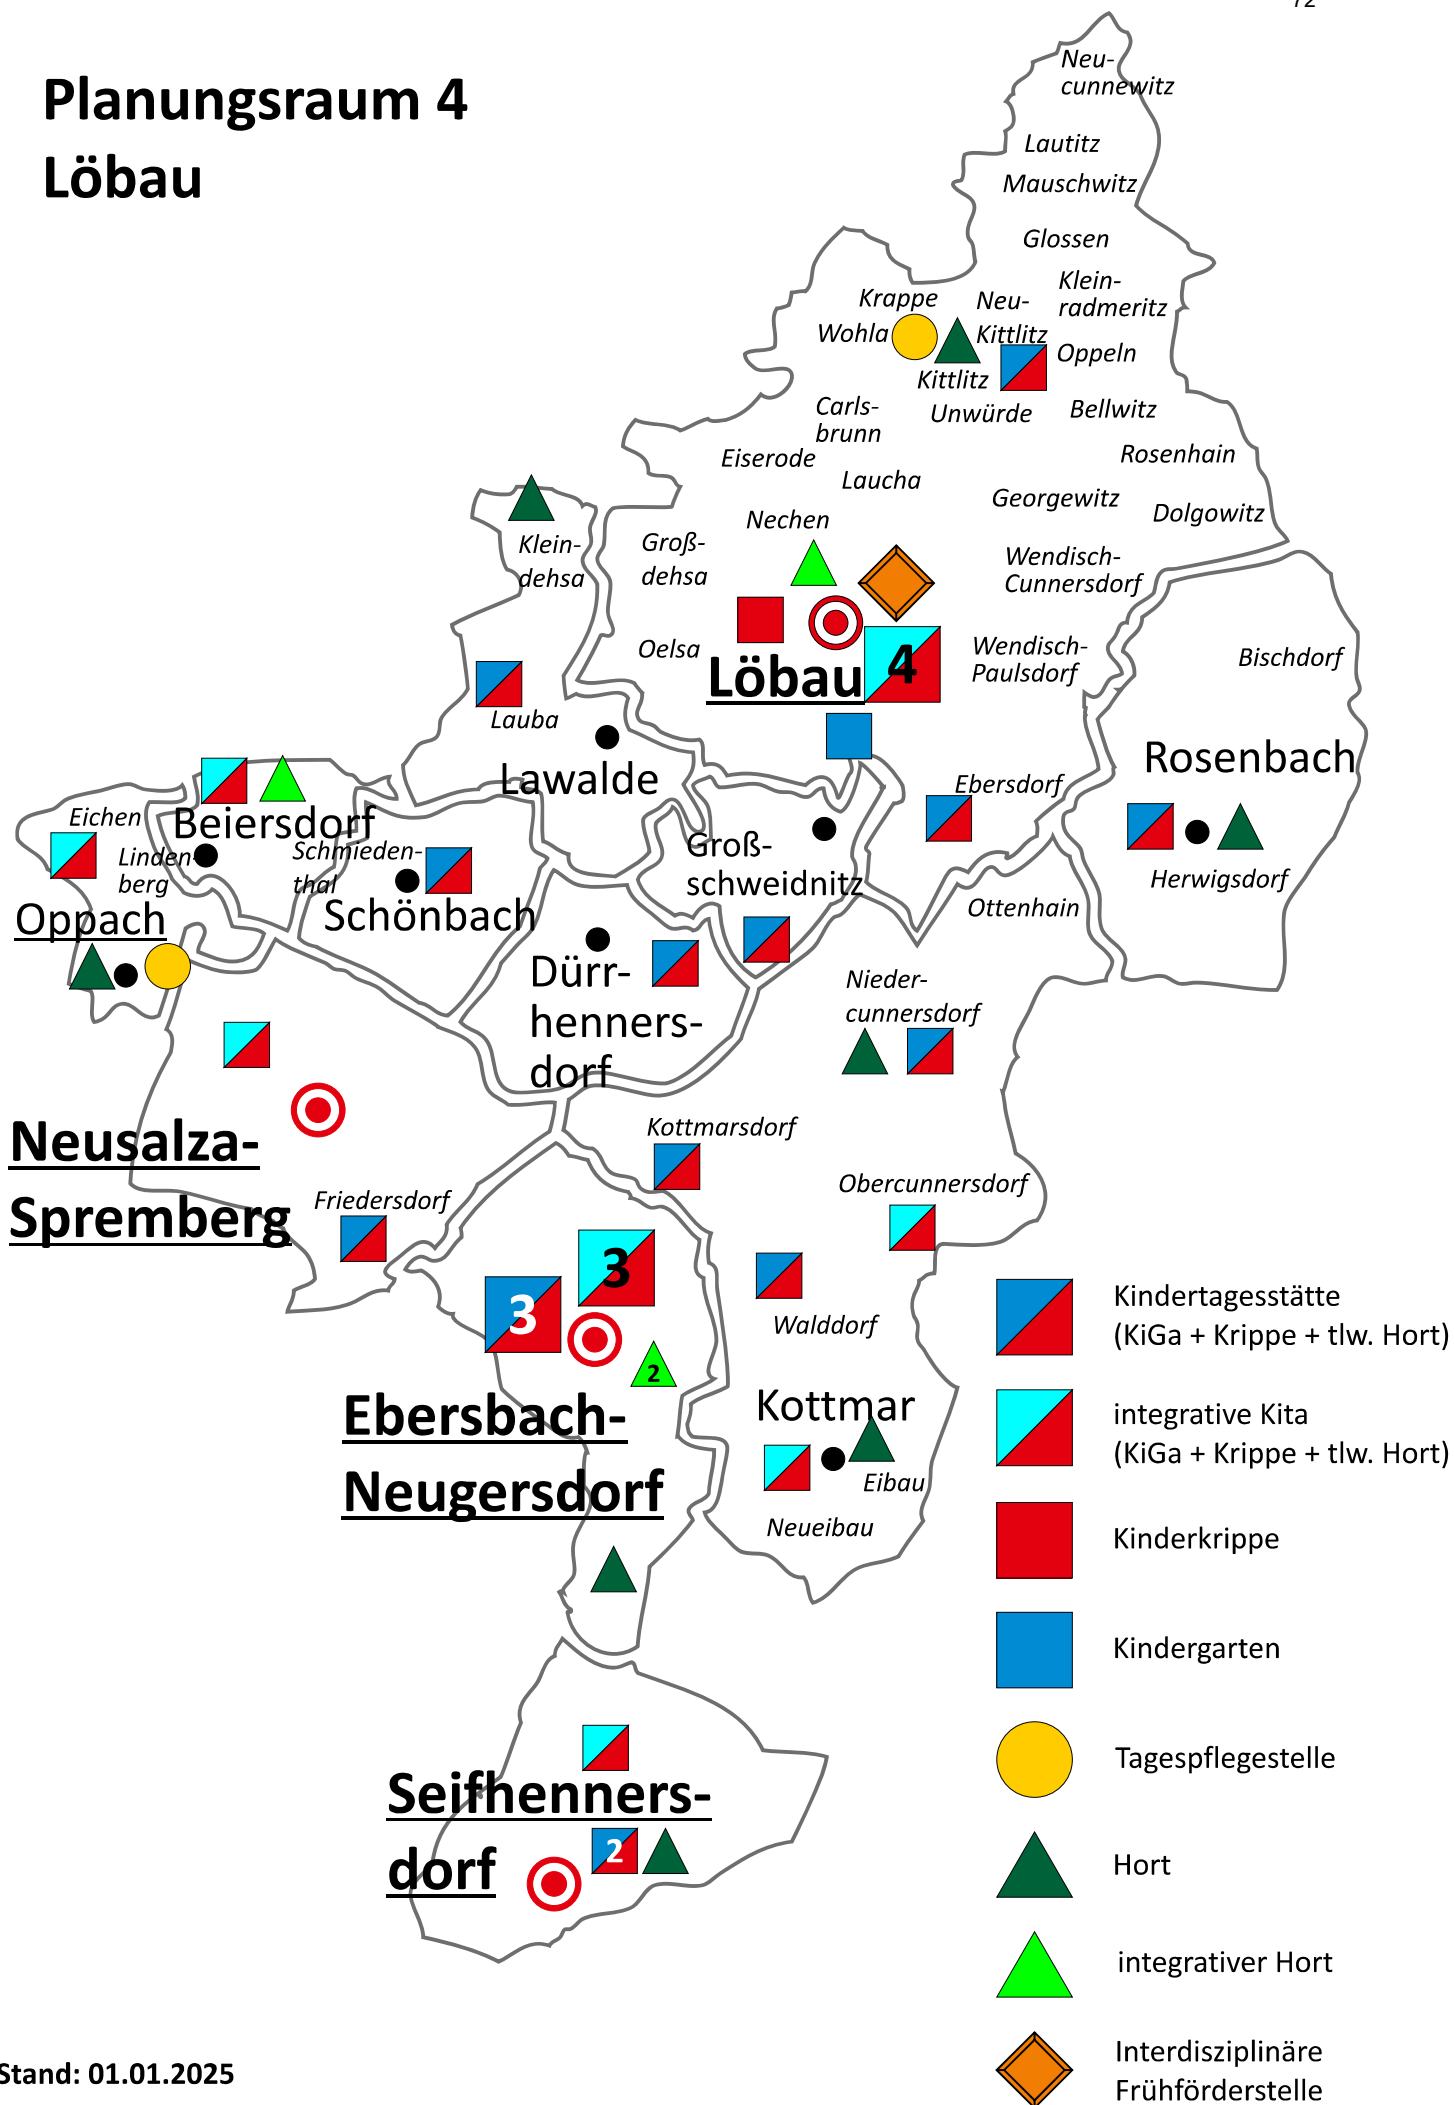 72
Planungsraum 4
Löbau
Neu-
cunnewitz
Lautitz
Mauschwitz
Glossen
Klein-
radmeritz
Krappe
Neu-
Kittlitz
Wohla
Oppeln
Kittlitz
Unwürde
Bellwitz
Carls-
brunn
Eiserode
Rosenhain
Laucha
Georgewitz
Dolgowitz
Nechen
Klein-
dehsa
Groß-
dehsa
Wendisch-
Cunnersdorf
Oelsa
Löbau
4
Wendisch-
Paulsdorf
Bischdorf
Lauba
Lawalde
Rosenbach
Ebersdorf
Eichen
Beiersdorf
Linden-
berg
Schmieden-
thal
Groß-
schweidnitz
Herwigsdorf
Oppach
Schönbach
Ottenhain
Dürr-
henners-
dorf
Nieder-
cunnersdorf
Neusalza-
Spremberg
Kottmarsdorf
Obercunnersdorf
Friedersdorf
3
3
2
Walddorf
Ebersbach-
Neugersdorf
Kottmar
Eibau
Neueibau
Seifhenners-
dorf
2
Kindertagesstätte
(KiGa + Krippe + tlw. Hort)
integrative Kita
(KiGa + Krippe + tlw. Hort)
Kinderkrippe
Kindergarten
Tagespflegestelle
Hort
integrativer Hort
Interdisziplinäre
Frühförderstelle
Stand: 01.01.2025